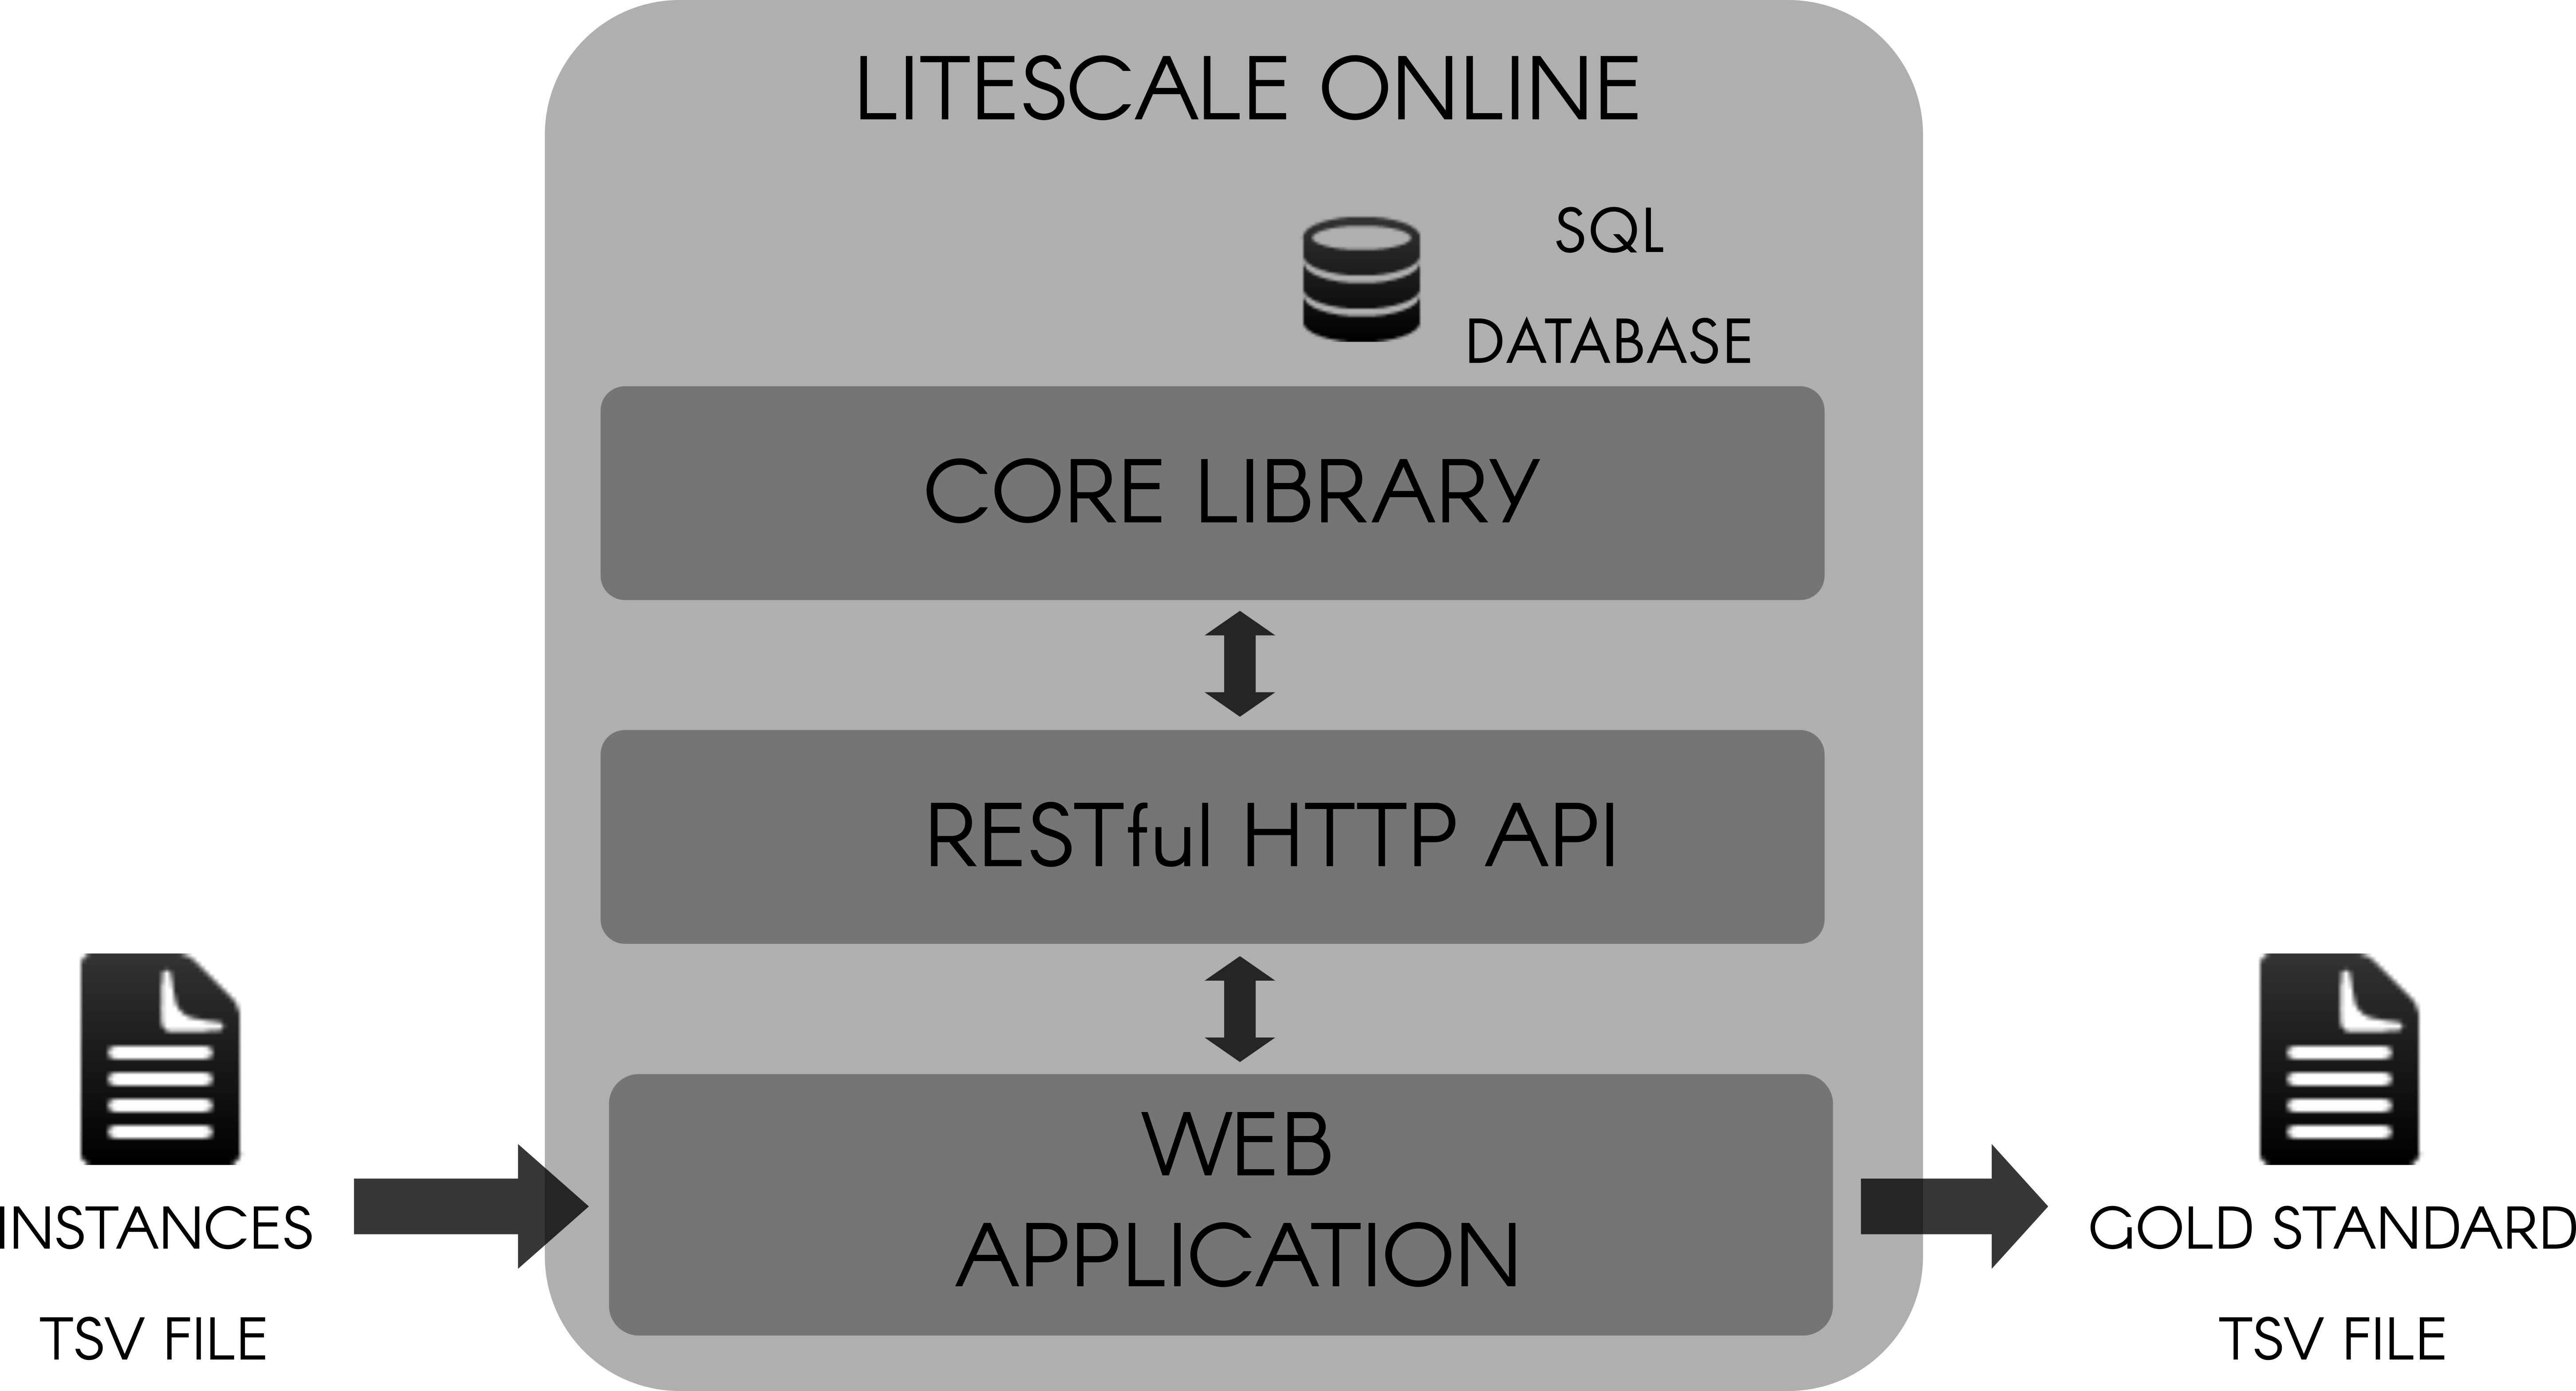 LITESCALE ONLINE
SQL
DATABASE
CORE LIBRARY
RESTful HTTP API
WEB
APPLICATION
INSTANCES
TSV FILE
GOLD STANDARD
TSV FILE